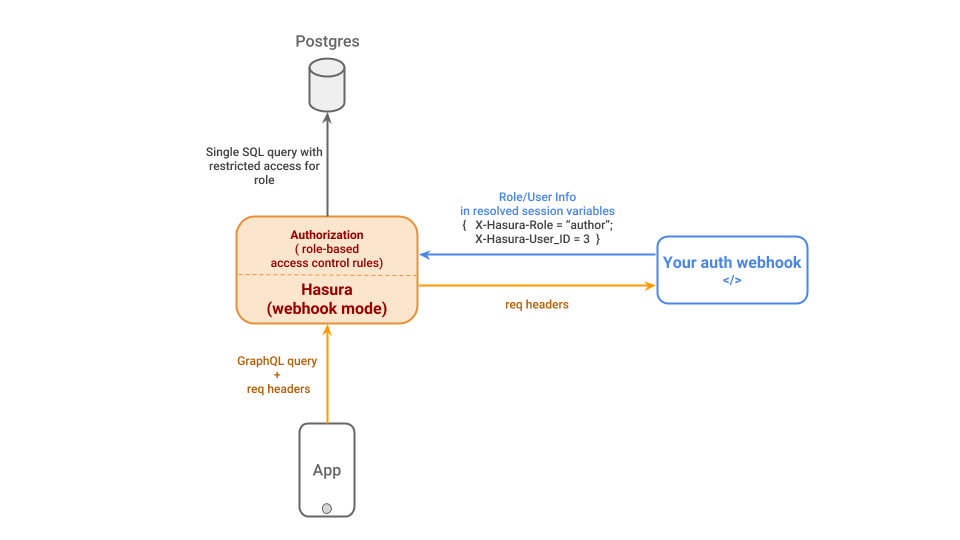 Postgres
Single SQL query with
restricted access for
role
Role/User Info
in resolved session variables
{ X-Hasura-Role = “author”;
X-Hasura-User_ID = 3 }
Authorization
( role-based
access control rules)
Hasura
(webhook mode)
Your auth webhook
</>
req headers
GraphQL query
+
req headers
App